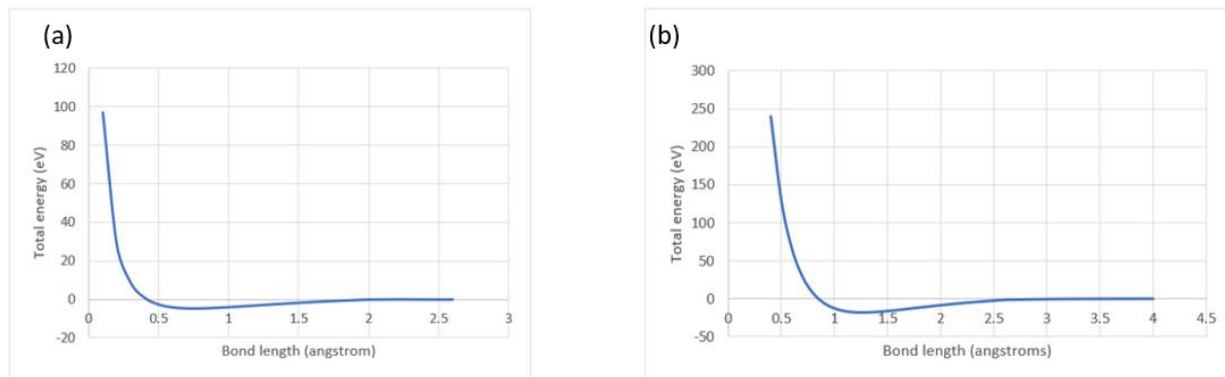 (a)
120
100
80
60
40
20
0
-20
0 0.5 1 1.5 2 2.5 3
Total energy (eV)
Bond length (angstrom)
(b)
300
250
200
150
100
50
0
-50
0 0.5 1 1.5 2 2.5 3 3.5 4 4.5
Total energy (eV)
Bond length (angstroms)